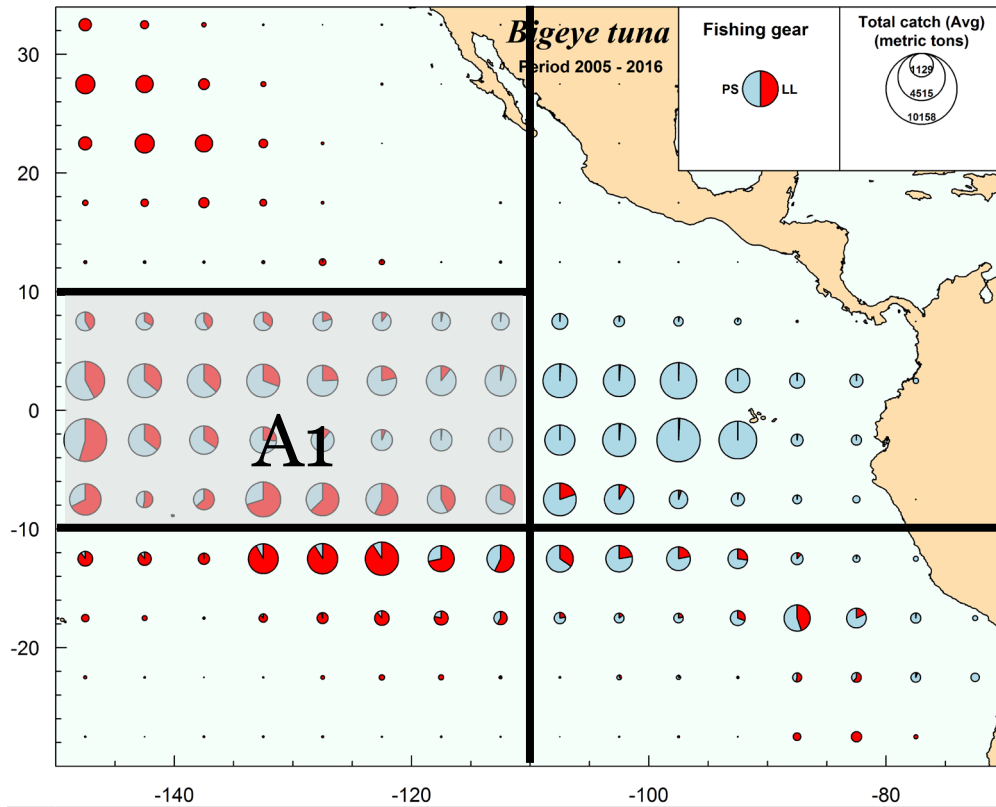 Bigeye tuna
Period 2005 - 2016
Fishing gear
PS
LL
Total catch (Avg)
(metric tons)
1129
4515
10158
30
20
10
0
-10
-20
A1
-140
-120
-100
-80